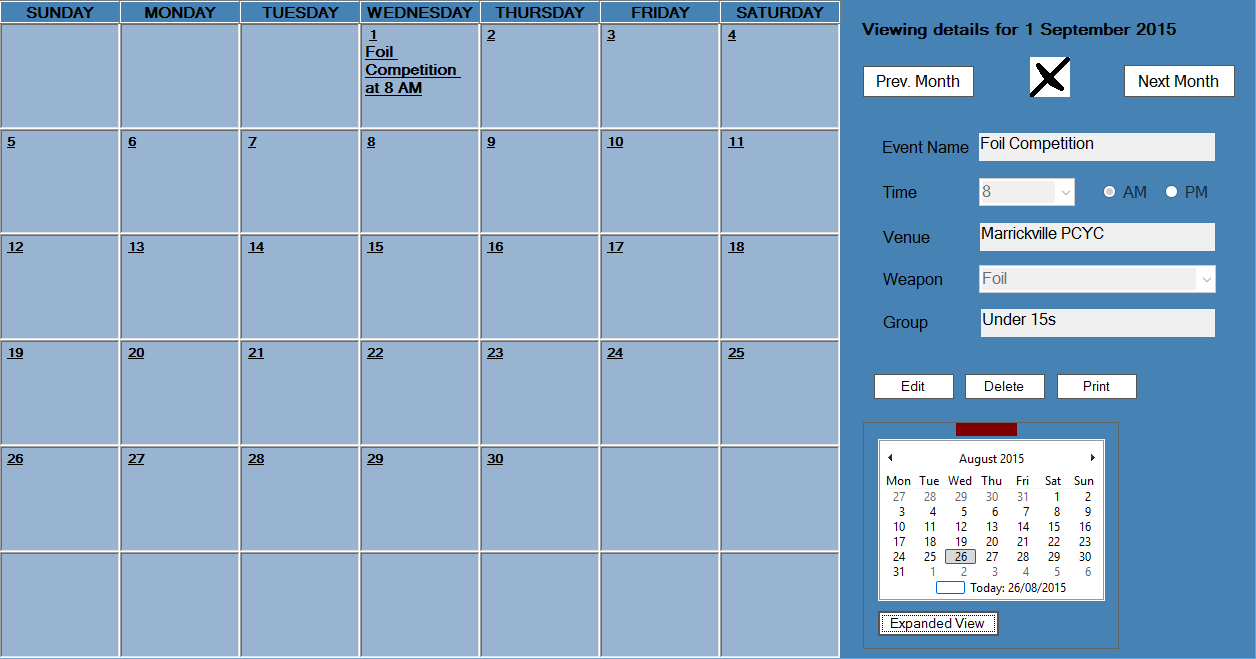 SUNDAY MONDAY TUESDAY WEDNESDAY THURSDAY FRIDAY SATURDAY
1 2 3 4
Foil
Competition
at 8 AM
5 6 7 8 9 10 11
12 13 14 15 16 17 18
19 20 21 22 23 24 25
26 27 28 29 30
Viewing details for 1 September 2015
Prev. Month Next Month
Event Name Foil Competition
Time 8 AM PM
Venue Marrickville PCYC
Weapon Foil
Group Under 15s
Edit Delete Print
August 2015
Mon Tue Wed Thu Fri Sat Sun
27 28 29 30 31 1 2
3 4 5 6 7 8 9
10 11 12 13 14 15 16
17 18 19 20 21 22 23
24 25 26 27 28 29 30
31 1 2 3 4 5 6
Today: 26/08/2015
Expanded View